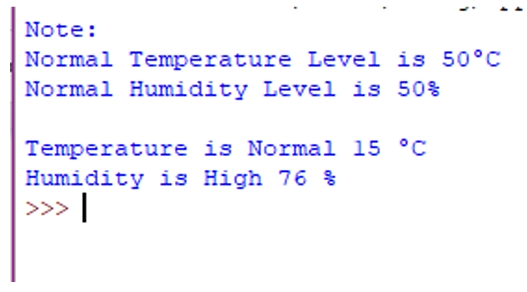 Note:
Normal Temperature Level is 50°C
Normal Humidity Level is 50%
Temperature is Normal 15 °C
Humidity is High 76 %
>>>